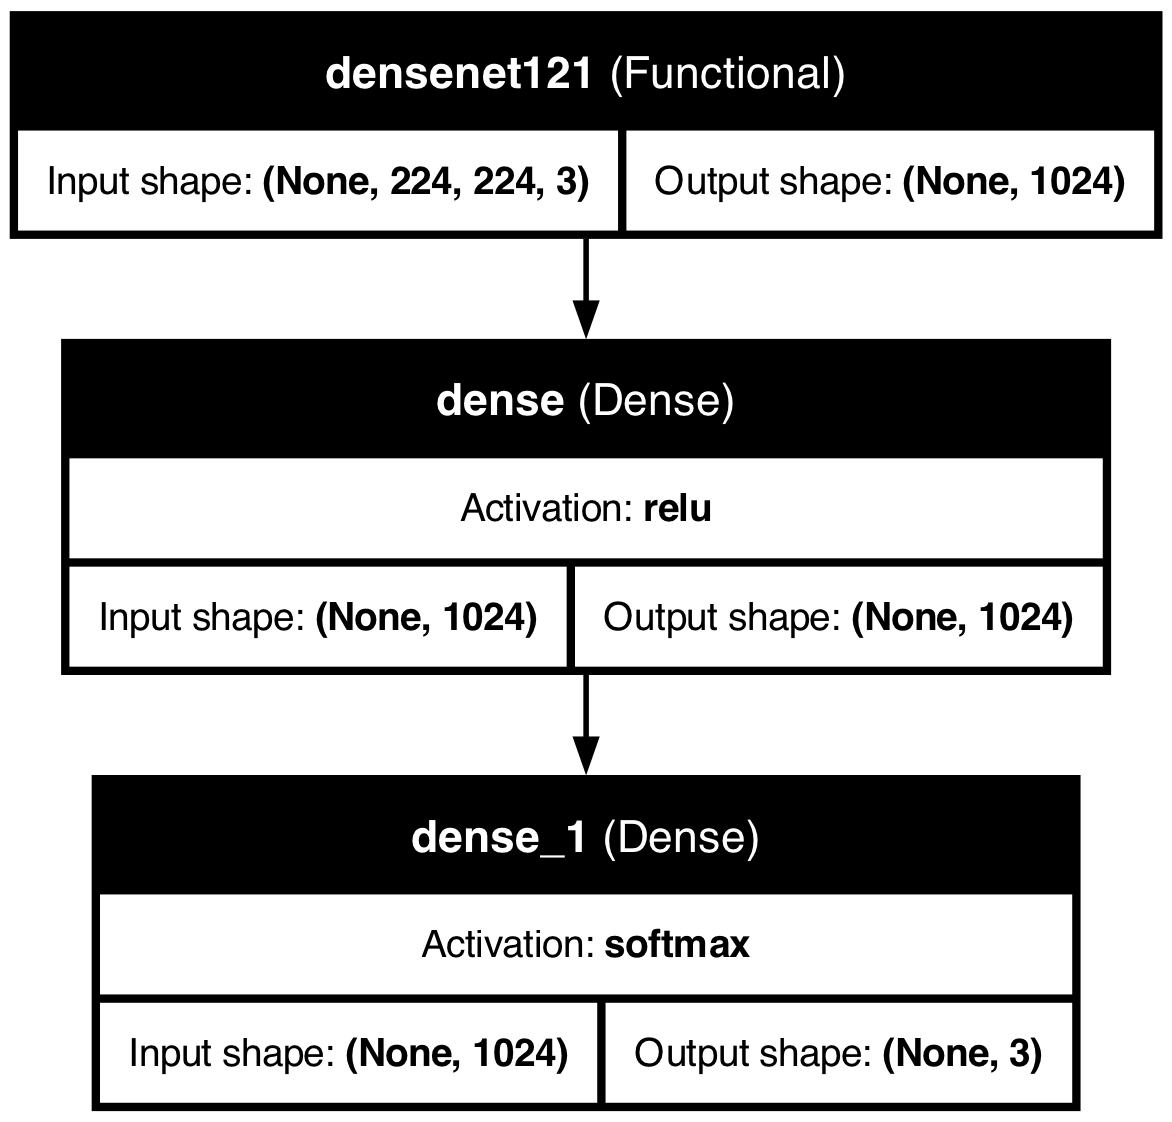 densenet121 (Functional)
Input shape: (None, 224, 224, 3)
Output shape: (None, 1024)
dense (Dense)
Activation: relu
Input shape: (None, 1024)
Output shape: (None, 1024)
dense_1 (Dense)
Activation: softmax
Input shape: (None, 1024)
Output shape: (None, 3)